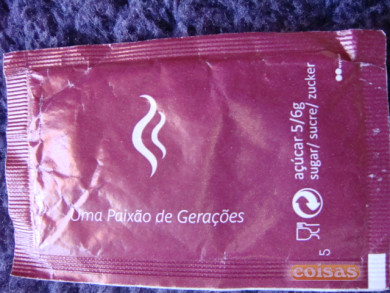 Uma Paixão de Gerações
açúcar 5/6g
sugar/ sucre/ zucker
5
coisas